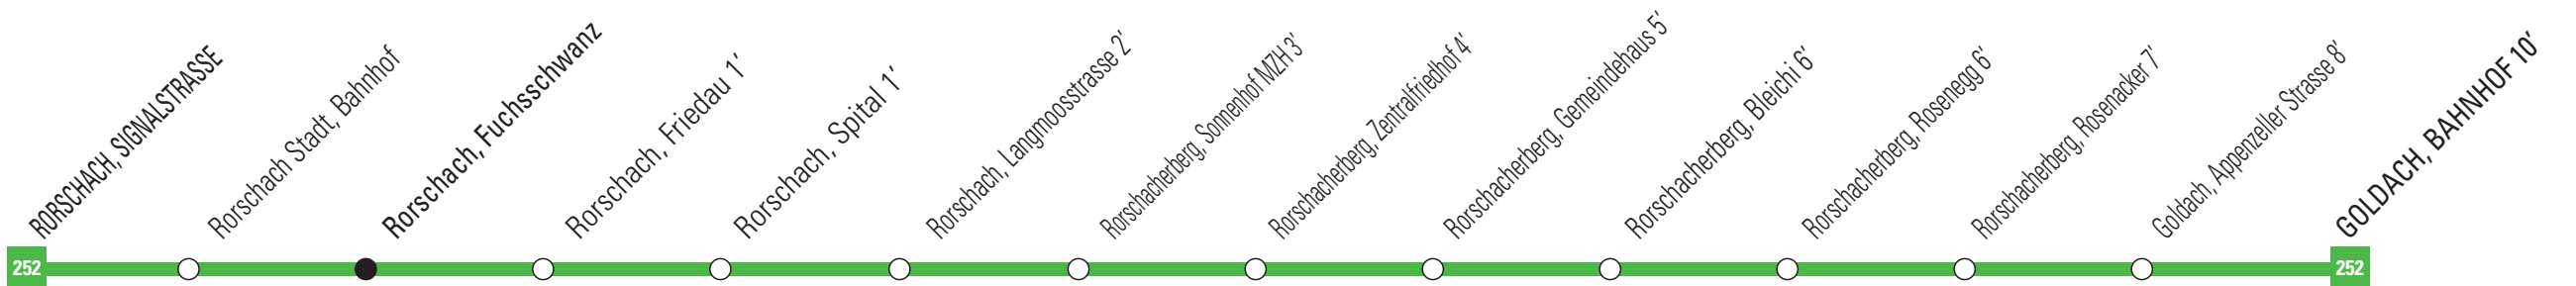 RORSCHACH, SIGNALSTRASSE
Rorschach Stadt, Bahnhof
Rorschach, Fuchsschwanz
Rorschach, Friedau 1’
Rorschach, Spital 1’
Rorschach, Langmoosstrasse 2’
Rorschacherberg, Sonnenhof MZH 3’
Rorschacherberg, Zentralfriedhof 4’
Rorschacherberg, Gemeindehaus 5’
Rorschacherberg, Bleichi 6’
Rorschacherberg, Rosenegg 6’
Rorschacherberg, Rosenacker 7’
Goldach, Appenzeller Strasse 8’
GOLDACH, BAHNHOF 10’
252
252